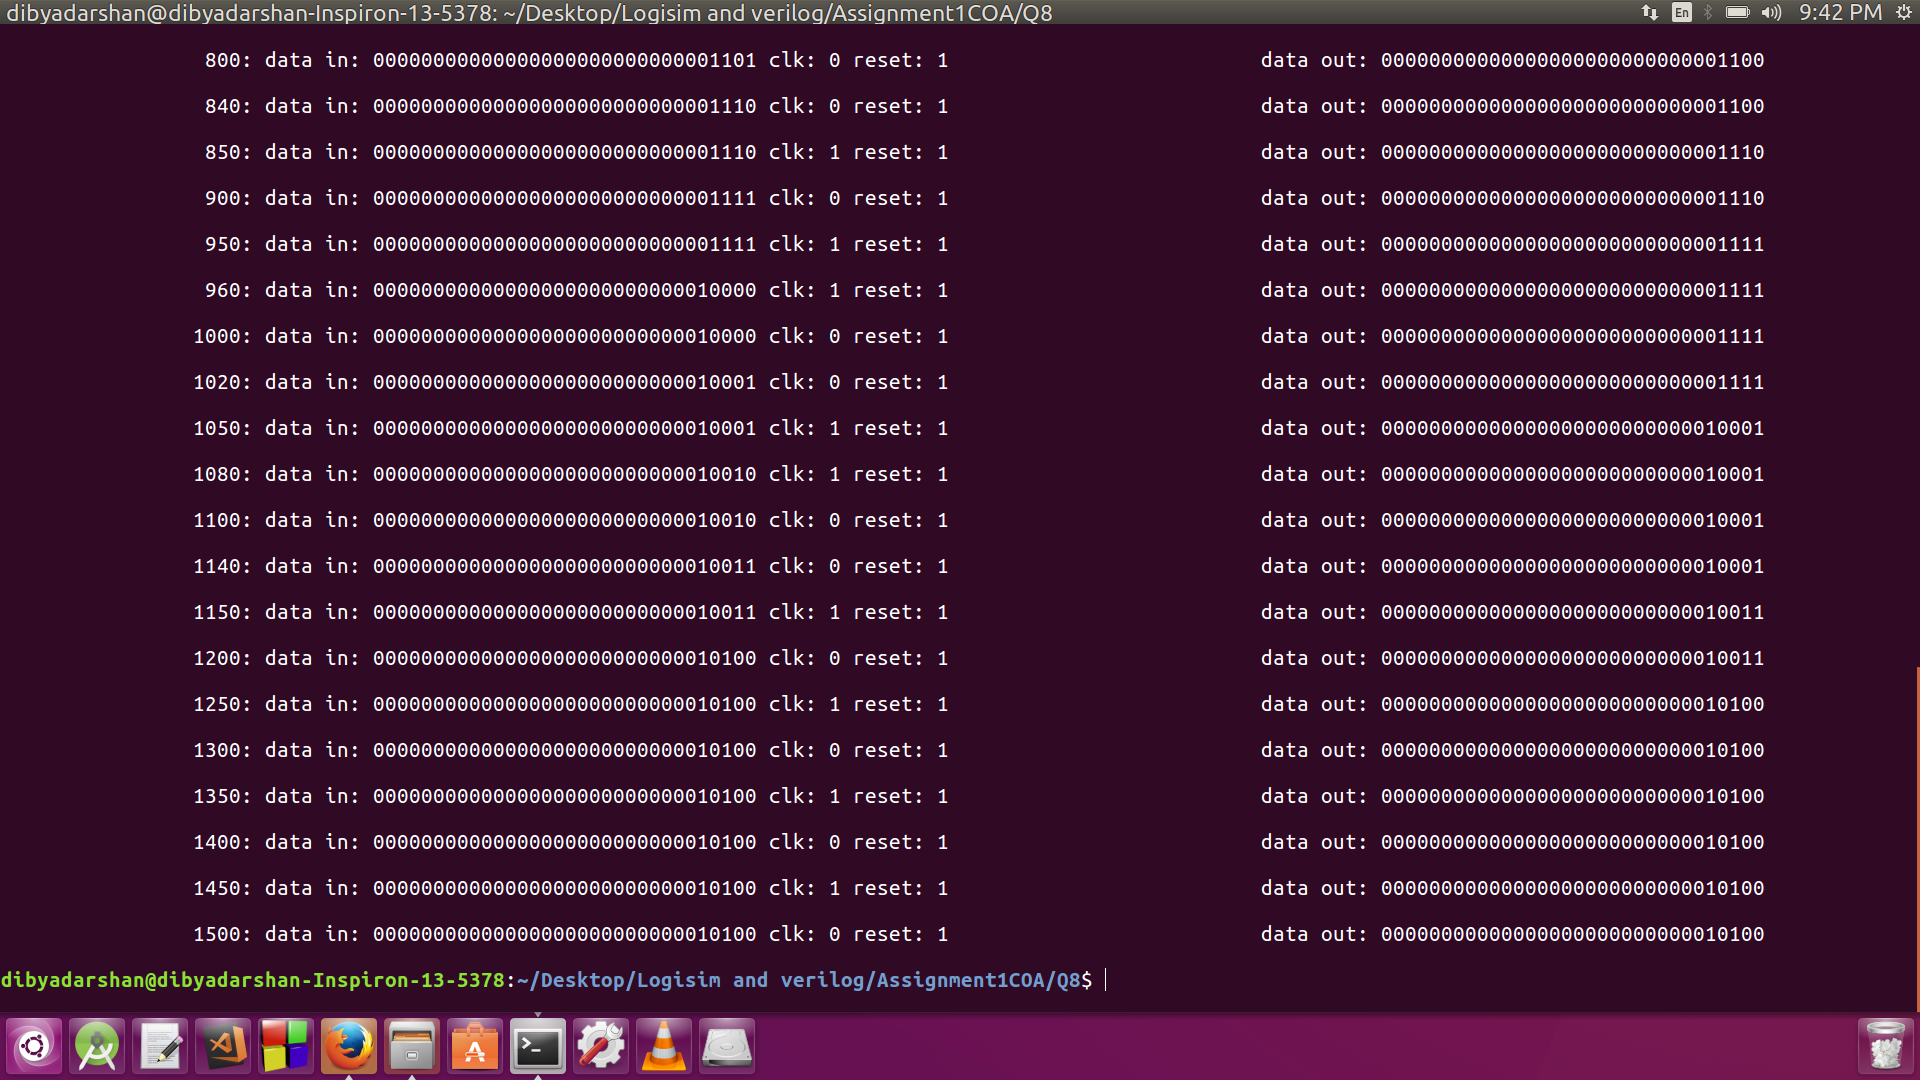 dibyadarshan@dibyadarshan-Inspiron-13-5378: ~/Desktop/Logisim and verilog/Assignment1COA/Q8 En 9:42 PM
800: data in: 00000000000000000000000000001101 clk: 0 reset: 1 data out: 00000000000000000000000000001100
840: data in: 00000000000000000000000000001110 clk: 0 reset: 1 data out: 00000000000000000000000000001100
850: data in: 00000000000000000000000000001110 clk: 1 reset: 1 data out: 00000000000000000000000000001110
900: data in: 00000000000000000000000000001111 clk: 0 reset: 1 data out: 00000000000000000000000000001110
950: data in: 00000000000000000000000000001111 clk: 1 reset: 1 data out: 00000000000000000000000000001111
960: data in: 00000000000000000000000000010000 clk: 1 reset: 1 data out: 00000000000000000000000000001111
1000: data in: 00000000000000000000000000010000 clk: 0 reset: 1 data out: 00000000000000000000000000001111
1020: data in: 00000000000000000000000000010001 clk: 0 reset: 1 data out: 00000000000000000000000000001111
1050: data in: 00000000000000000000000000010001 clk: 1 reset: 1 data out: 00000000000000000000000000010001
1080: data in: 00000000000000000000000000010010 clk: 1 reset: 1 data out: 00000000000000000000000000010001
1100: data in: 00000000000000000000000000010010 clk: 0 reset: 1 data out: 00000000000000000000000000010001
1140: data in: 00000000000000000000000000010011 clk: 0 reset: 1 data out: 00000000000000000000000000010001
1150: data in: 00000000000000000000000000010011 clk: 1 reset: 1 data out: 00000000000000000000000000010011
1200: data in: 00000000000000000000000000010100 clk: 0 reset: 1 data out: 00000000000000000000000000010011
1250: data in: 00000000000000000000000000010100 clk: 1 reset: 1 data out: 00000000000000000000000000010100
1300: data in: 00000000000000000000000000010100 clk: 0 reset: 1 data out: 00000000000000000000000000010100
1350: data in: 00000000000000000000000000010100 clk: 1 reset: 1 data out: 00000000000000000000000000010100
1400: data in: 00000000000000000000000000010100 clk: 0 reset: 1 data out: 00000000000000000000000000010100
1450: data in: 00000000000000000000000000010100 clk: 1 reset: 1 data out: 00000000000000000000000000010100
1500: data in: 00000000000000000000000000010100 clk: 0 reset: 1 data out: 00000000000000000000000000010100
dibyadarshan@dibyadarshan-Inspiron-13-5378:~/Desktop/Logisim and verilog/Assignment1COA/Q8$